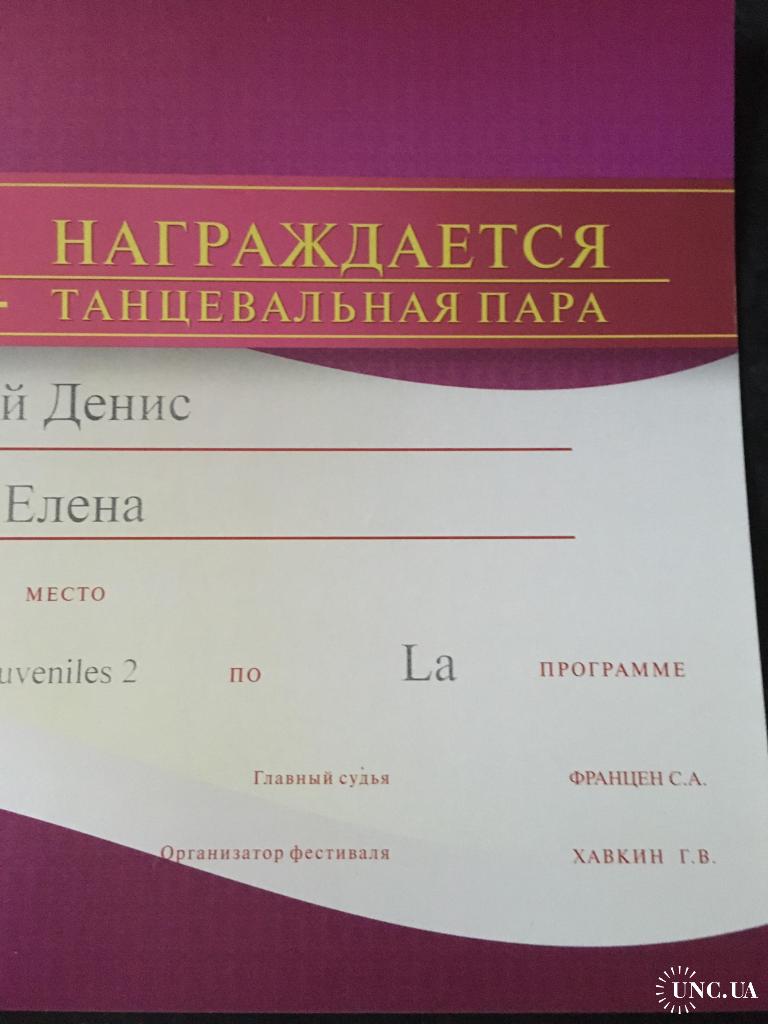 НАГРАЖДАЕТСЯ
ТАНЦЕВАЛЬНАЯ ПАРА
й Денис
Елена
МЕСТО
uveniles 2 ПО La ПРОГРАММЕ
Главный судья ФРАНЦЕН С.А.
Организатор фестиваля ХАВКИН Г.В.
UNC.UA